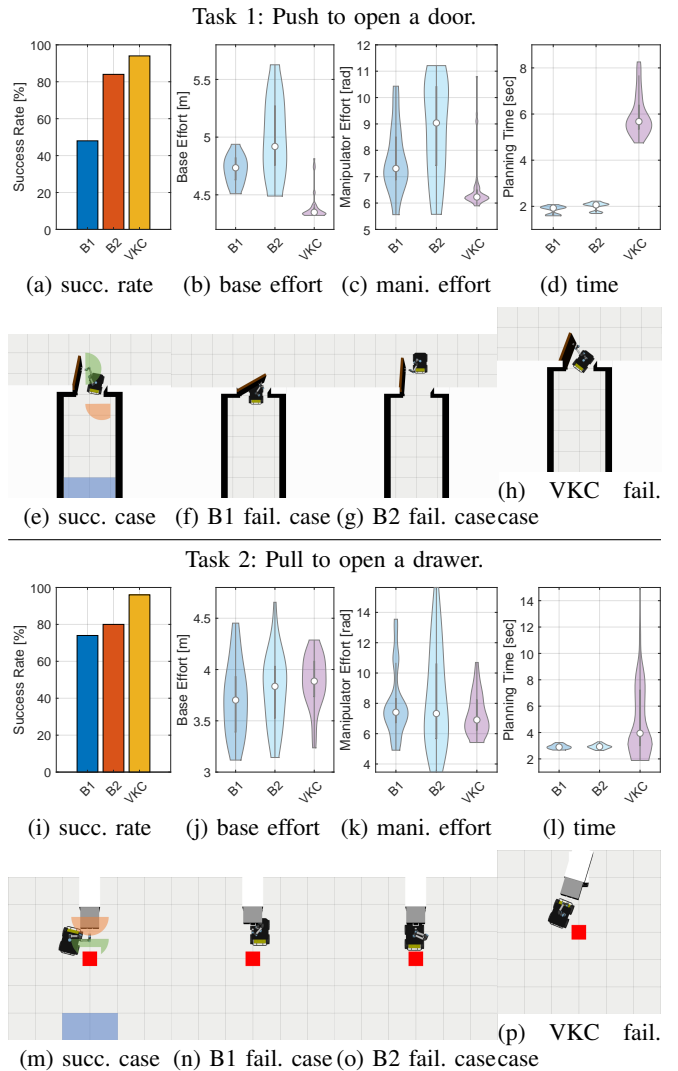 Task 1: Push to open a door.
Success Rate [%]
100
80
60
40
20
0
B1
B2
VKC
Base Effort [m]
5.5
5
4.5
B1
B2
VKC
Manipulator Effort [rad]
12
11
10
9
8
7
6
5
B1
B2
VKC
Planning Time [sec]
8
6
4
2
B1
B2
VKC
(a) succ. rate (b) base effort (c) mani. effort (d) time
(e) succ. case (f) B1 fail. case (g) B2 fail. case
(h) VKC fail.
case
Task 2: Pull to open a drawer.
Success Rate [%]
100
80
60
40
20
0
B1
B2
VKC
Base Effort [m]
4.5
4
3.5
3
B1
B2
VKC
Manipulator Effort [rad]
14
12
10
8
6
4
B1
B2
VKC
Planning Time [sec]
14
12
10
8
6
4
2
B1
B2
VKC
(i) succ. rate (j) base effort (k) mani. effort (l) time
(m) succ. case (n) B1 fail. case (o) B2 fail. case
(p) VKC fail.
case